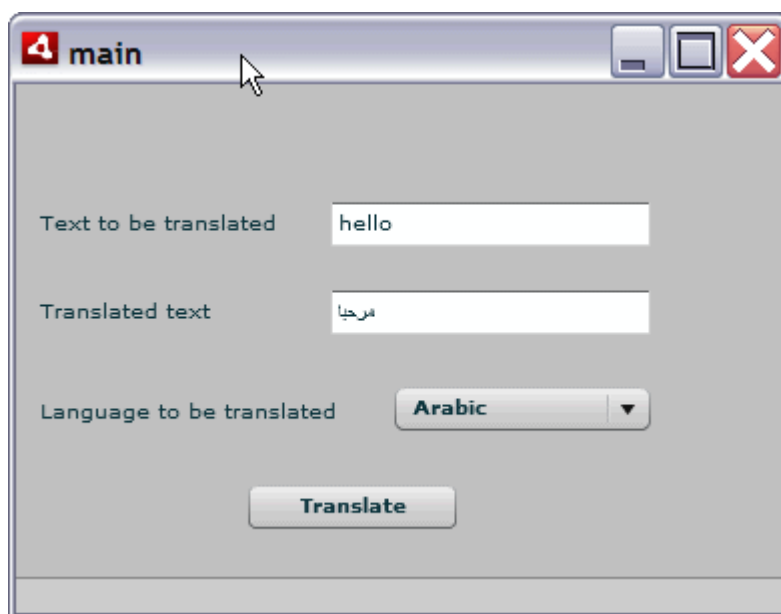 main
Text to be translated
hello
Translated text
مرحبا
Language to be translated
Arabic
Translate